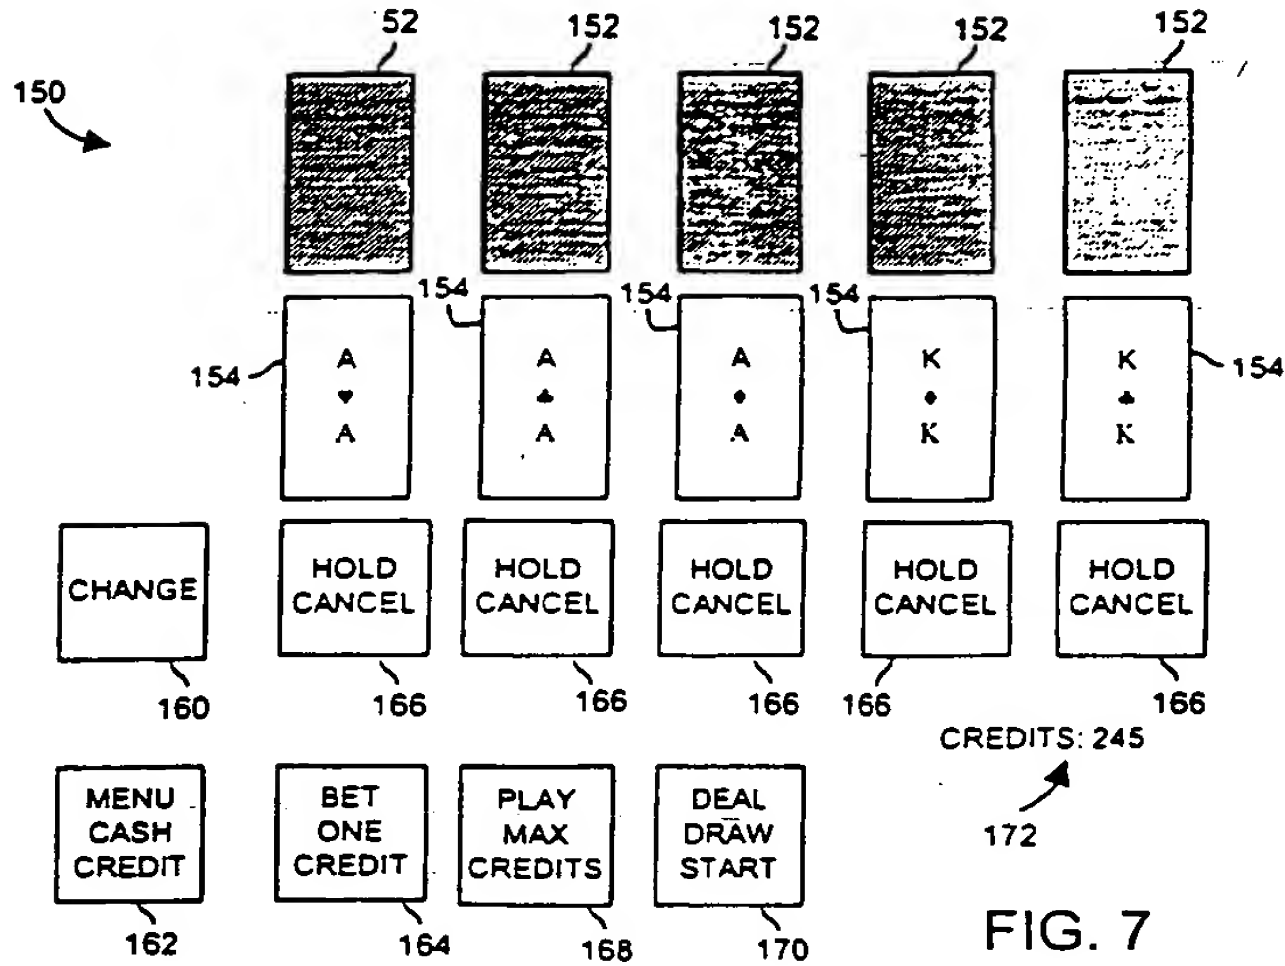 52 152 152 152 152
150
154 154 154
A A A K K
♥ ♣ ♦ ♦ ♣
A A A K K
154 154
HOLD HOLD HOLD HOLD HOLD
CHANGE CANCEL CANCEL CANCEL CANCEL CANCEL
160 166 166 166 166 166
CREDITS: 245
MENU BET PLAY DEAL
CASH ONE MAX DRAW
CREDIT CREDIT CREDITS START
172
162 164 168 170
FIG. 7